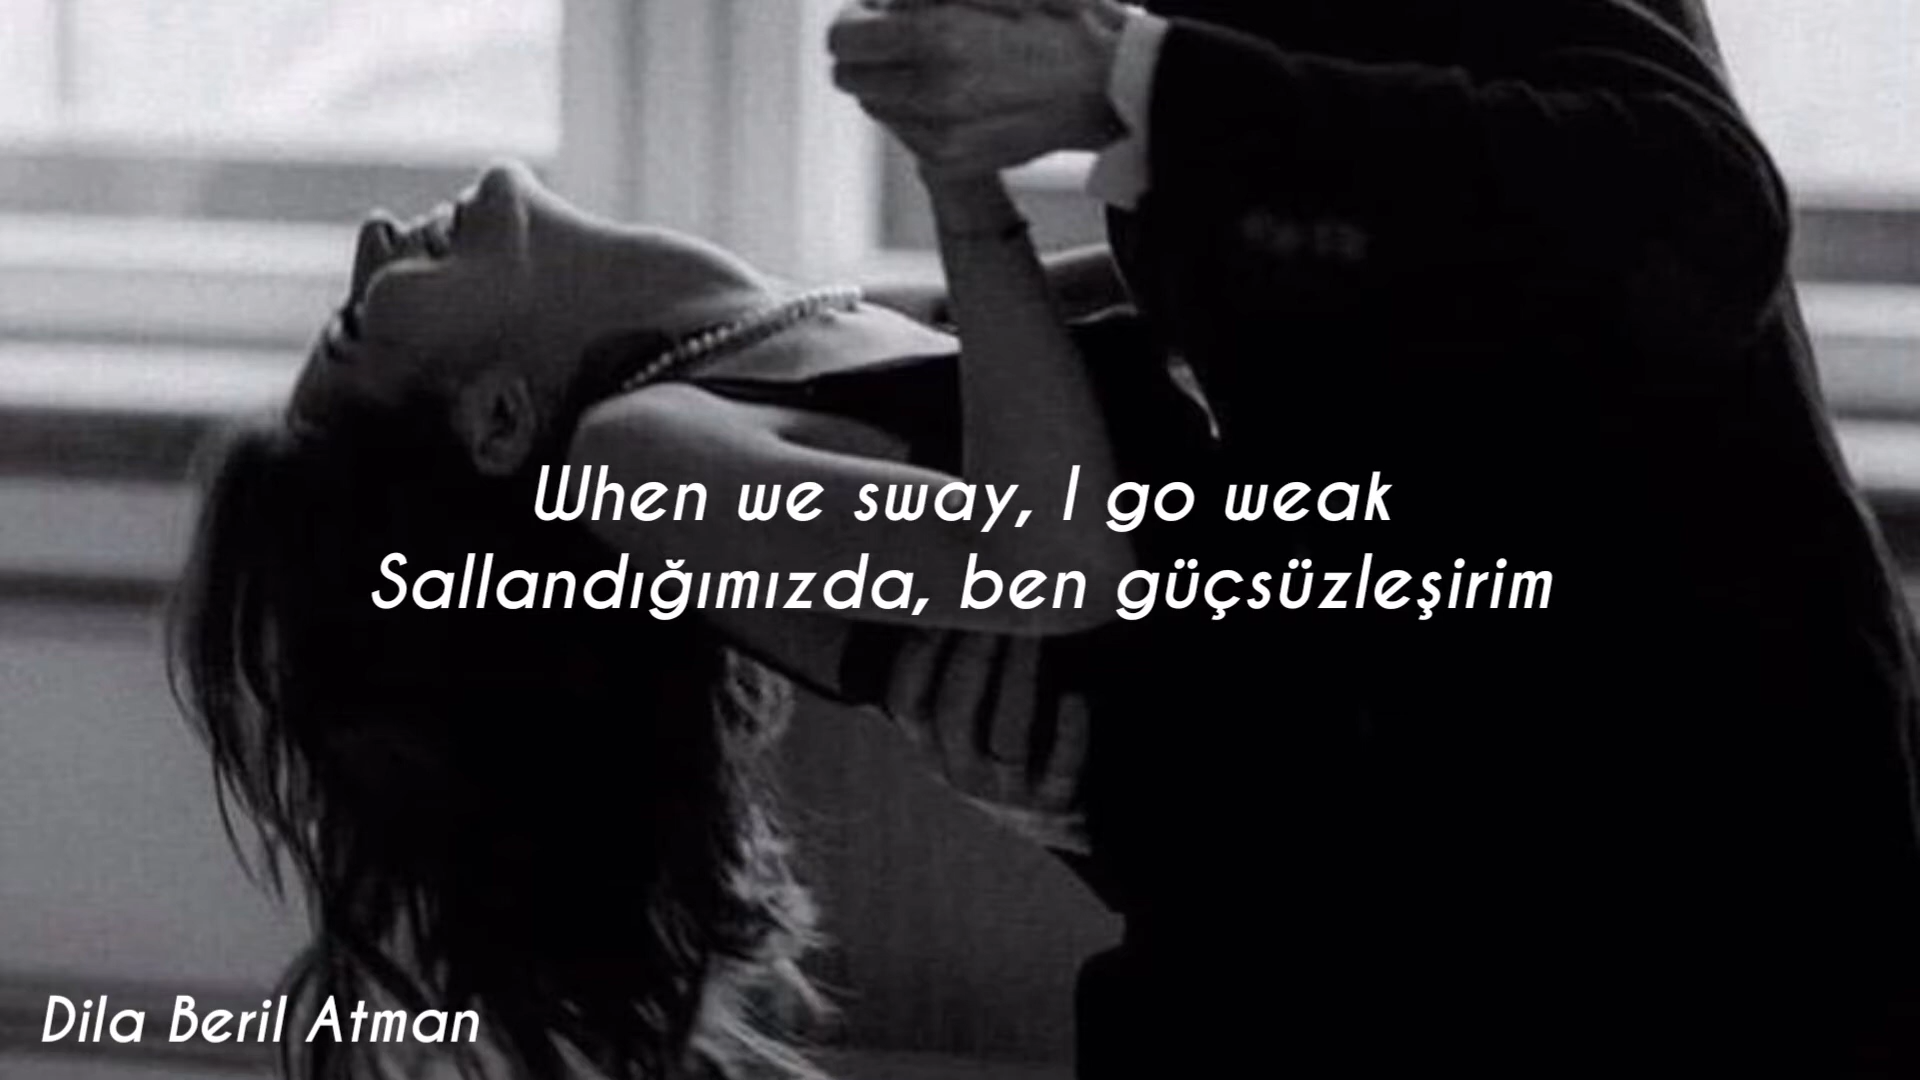 When we sway, I go weak
Sallandığımızda, ben güçsüzleşirim
Dila Beril Atman